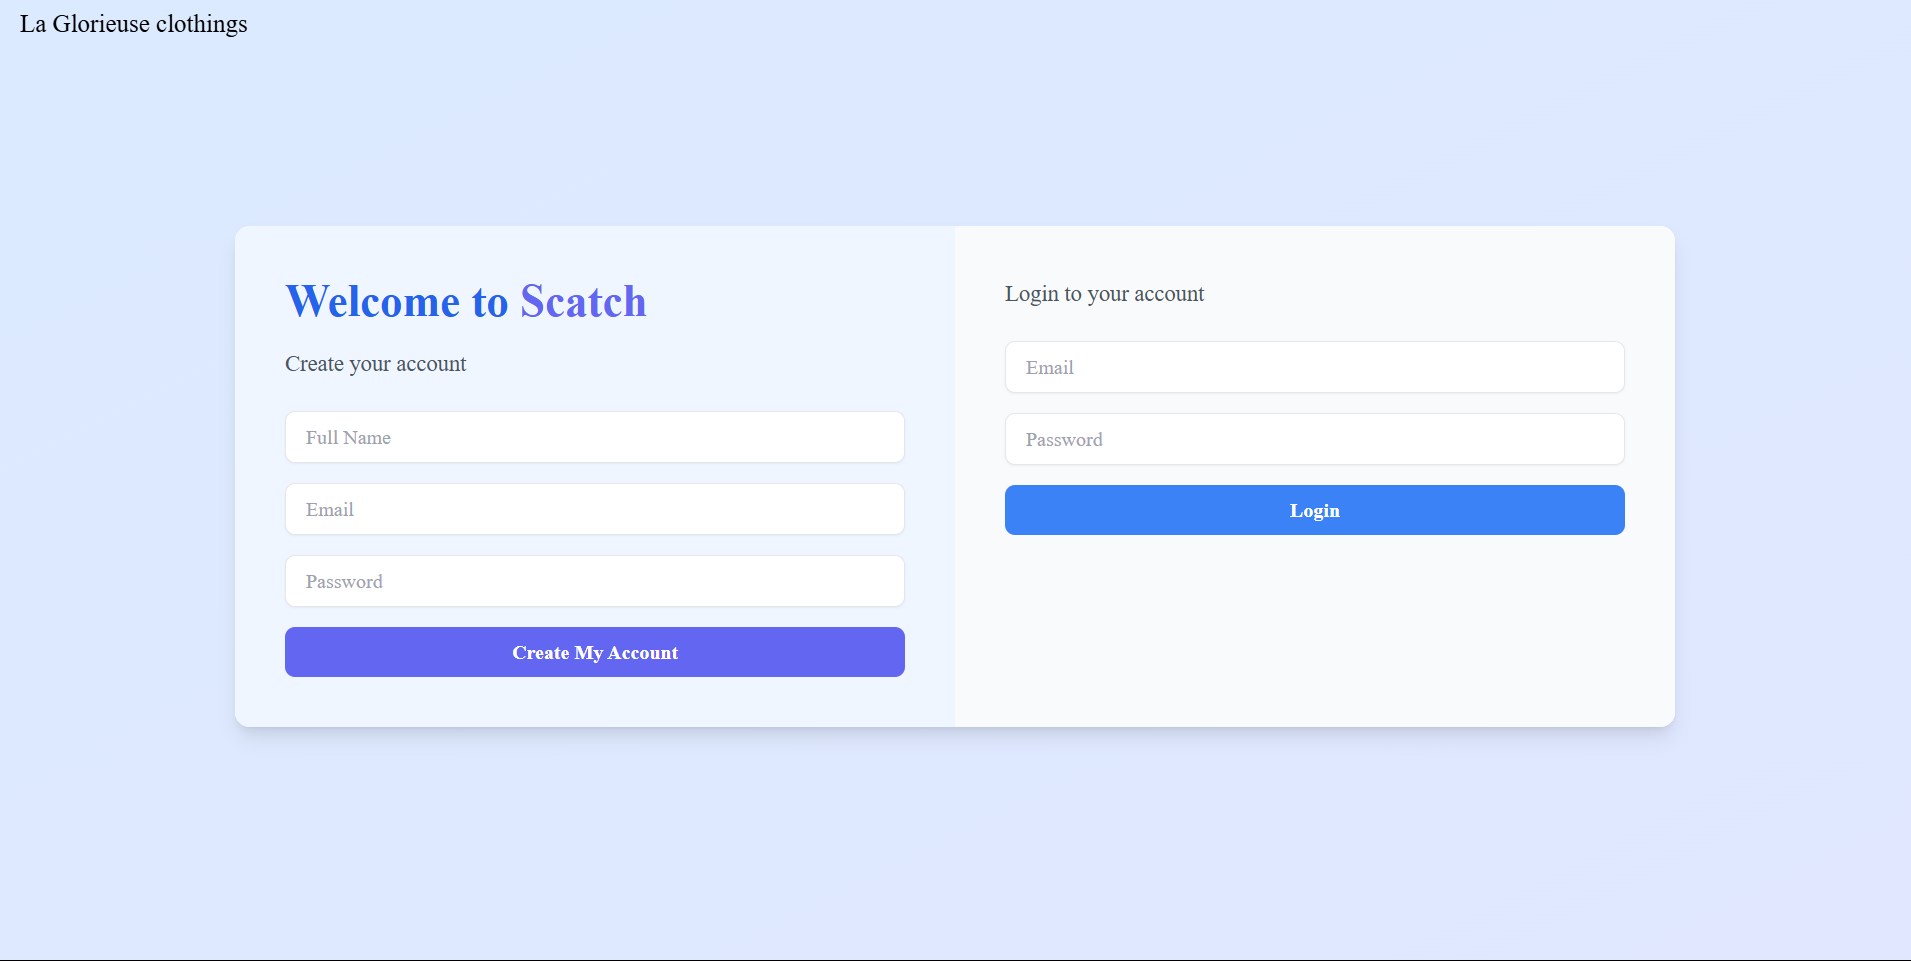 La Glorieuse clothings
Welcome to Scatch
Create your account
Full Name
Email
Password
Create My Account
Login to your account
Email
Password
Login